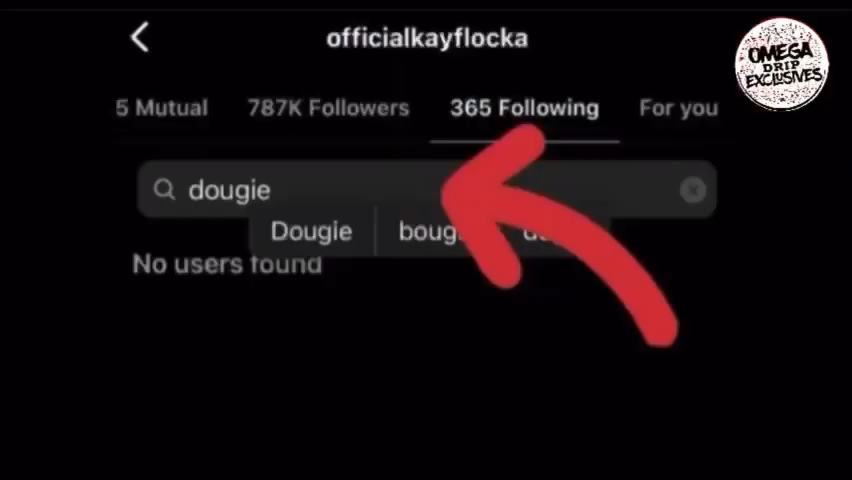 officialkayflocka
OMEGA
DRIP
EXCLUSIVES
5 Mutual 787K Followers 365 Following For you
dougie
Dougie
No users found